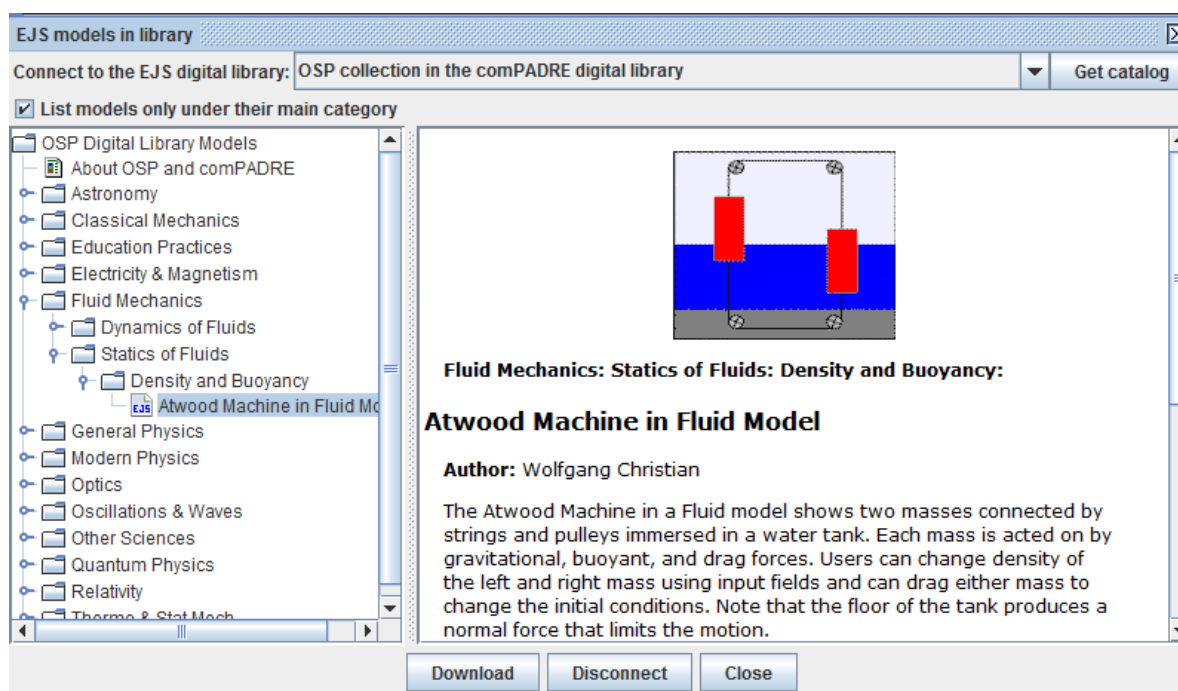 EJS models in library
Connect to the EJS digital library: OSP collection in the comPADRE digital library Get catalog
List models only under their main category
OSP Digital Library Models
About OSP and comPADRE
Astronomy
Classical Mechanics
Education Practices
Electricity & Magnetism
Fluid Mechanics
Dynamics of Fluids
Statics of Fluids
Density and Buoyancy
EJS Atwood Machine in Fluid Mo
General Physics
Modern Physics
Optics
Oscillations & Waves
Other Sciences
Quantum Physics
Relativity
Thermo & Stat Mech
Fluid Mechanics: Statics of Fluids: Density and Buoyancy:
Atwood Machine in Fluid Model
Author: Wolfgang Christian
The Atwood Machine in a Fluid model shows two masses connected by
strings and pulleys immersed in a water tank. Each mass is acted on by
gravitational, buoyant, and drag forces. Users can change density of
the left and right mass using input fields and can drag either mass to
change the initial conditions. Note that the floor of the tank produces a
normal force that limits the motion.
Download Disconnect Close